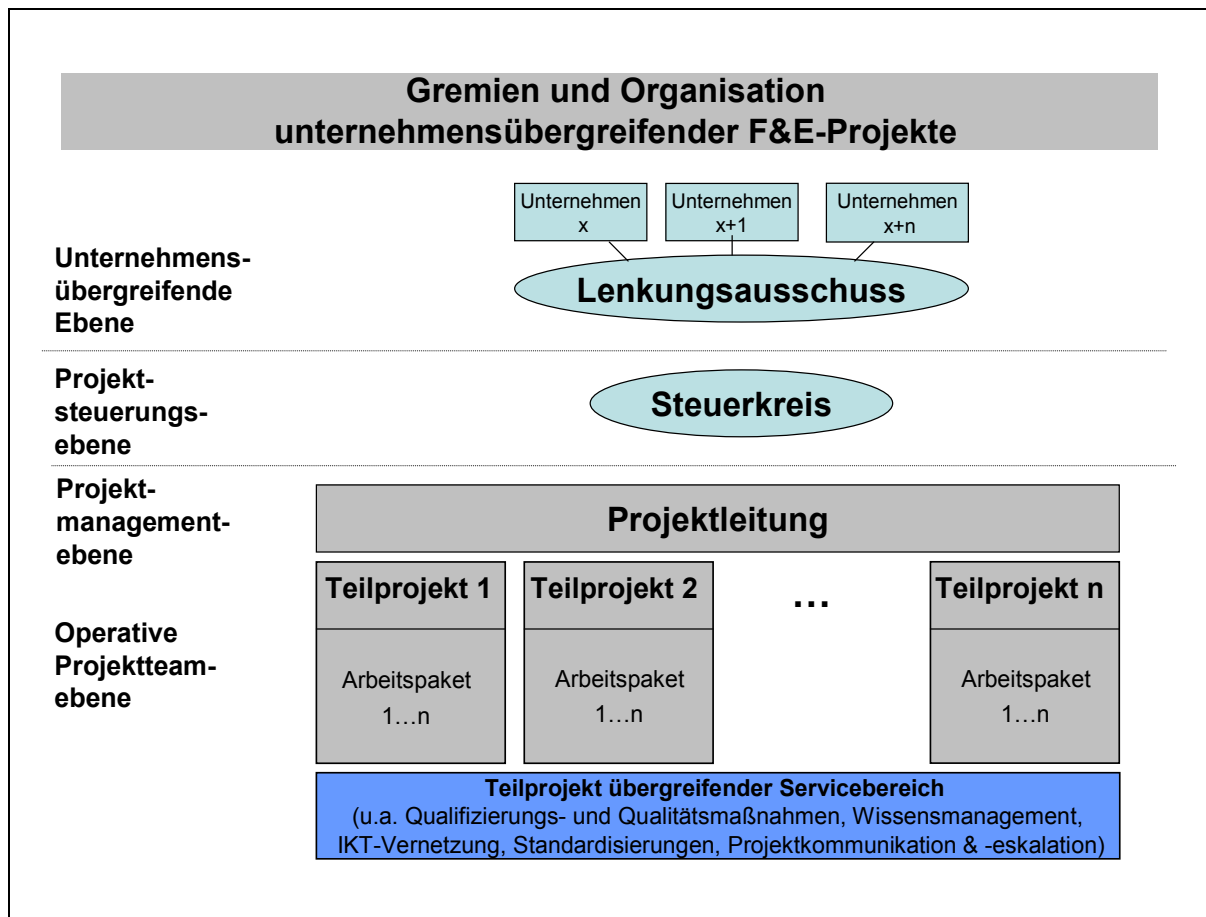 Gremien und Organisation
unternehmensübergreifender F&E-Projekte
Unternehmen
x
Unternehmen
x+1
Unternehmen
x+n
Unternehmens-
übergreifende
Ebene
Lenkungsausschuss
Projekt-
steuerungs-
ebene
Steuerkreis
Projekt-
management-
ebene
Projektleitung
Teilprojekt 1
Teilprojekt 2
...
Teilprojekt n
Operative
Projektteam-
ebene
Arbeitspaket
1...n
Arbeitspaket
1...n
Arbeitspaket
1...n
Teilprojekt übergreifender Servicebereich
(u.a. Qualifizierungs- und Qualitätsmaßnahmen, Wissensmanagement,
IKT-Vernetzung, Standardisierungen, Projektkommunikation & -eskalation)